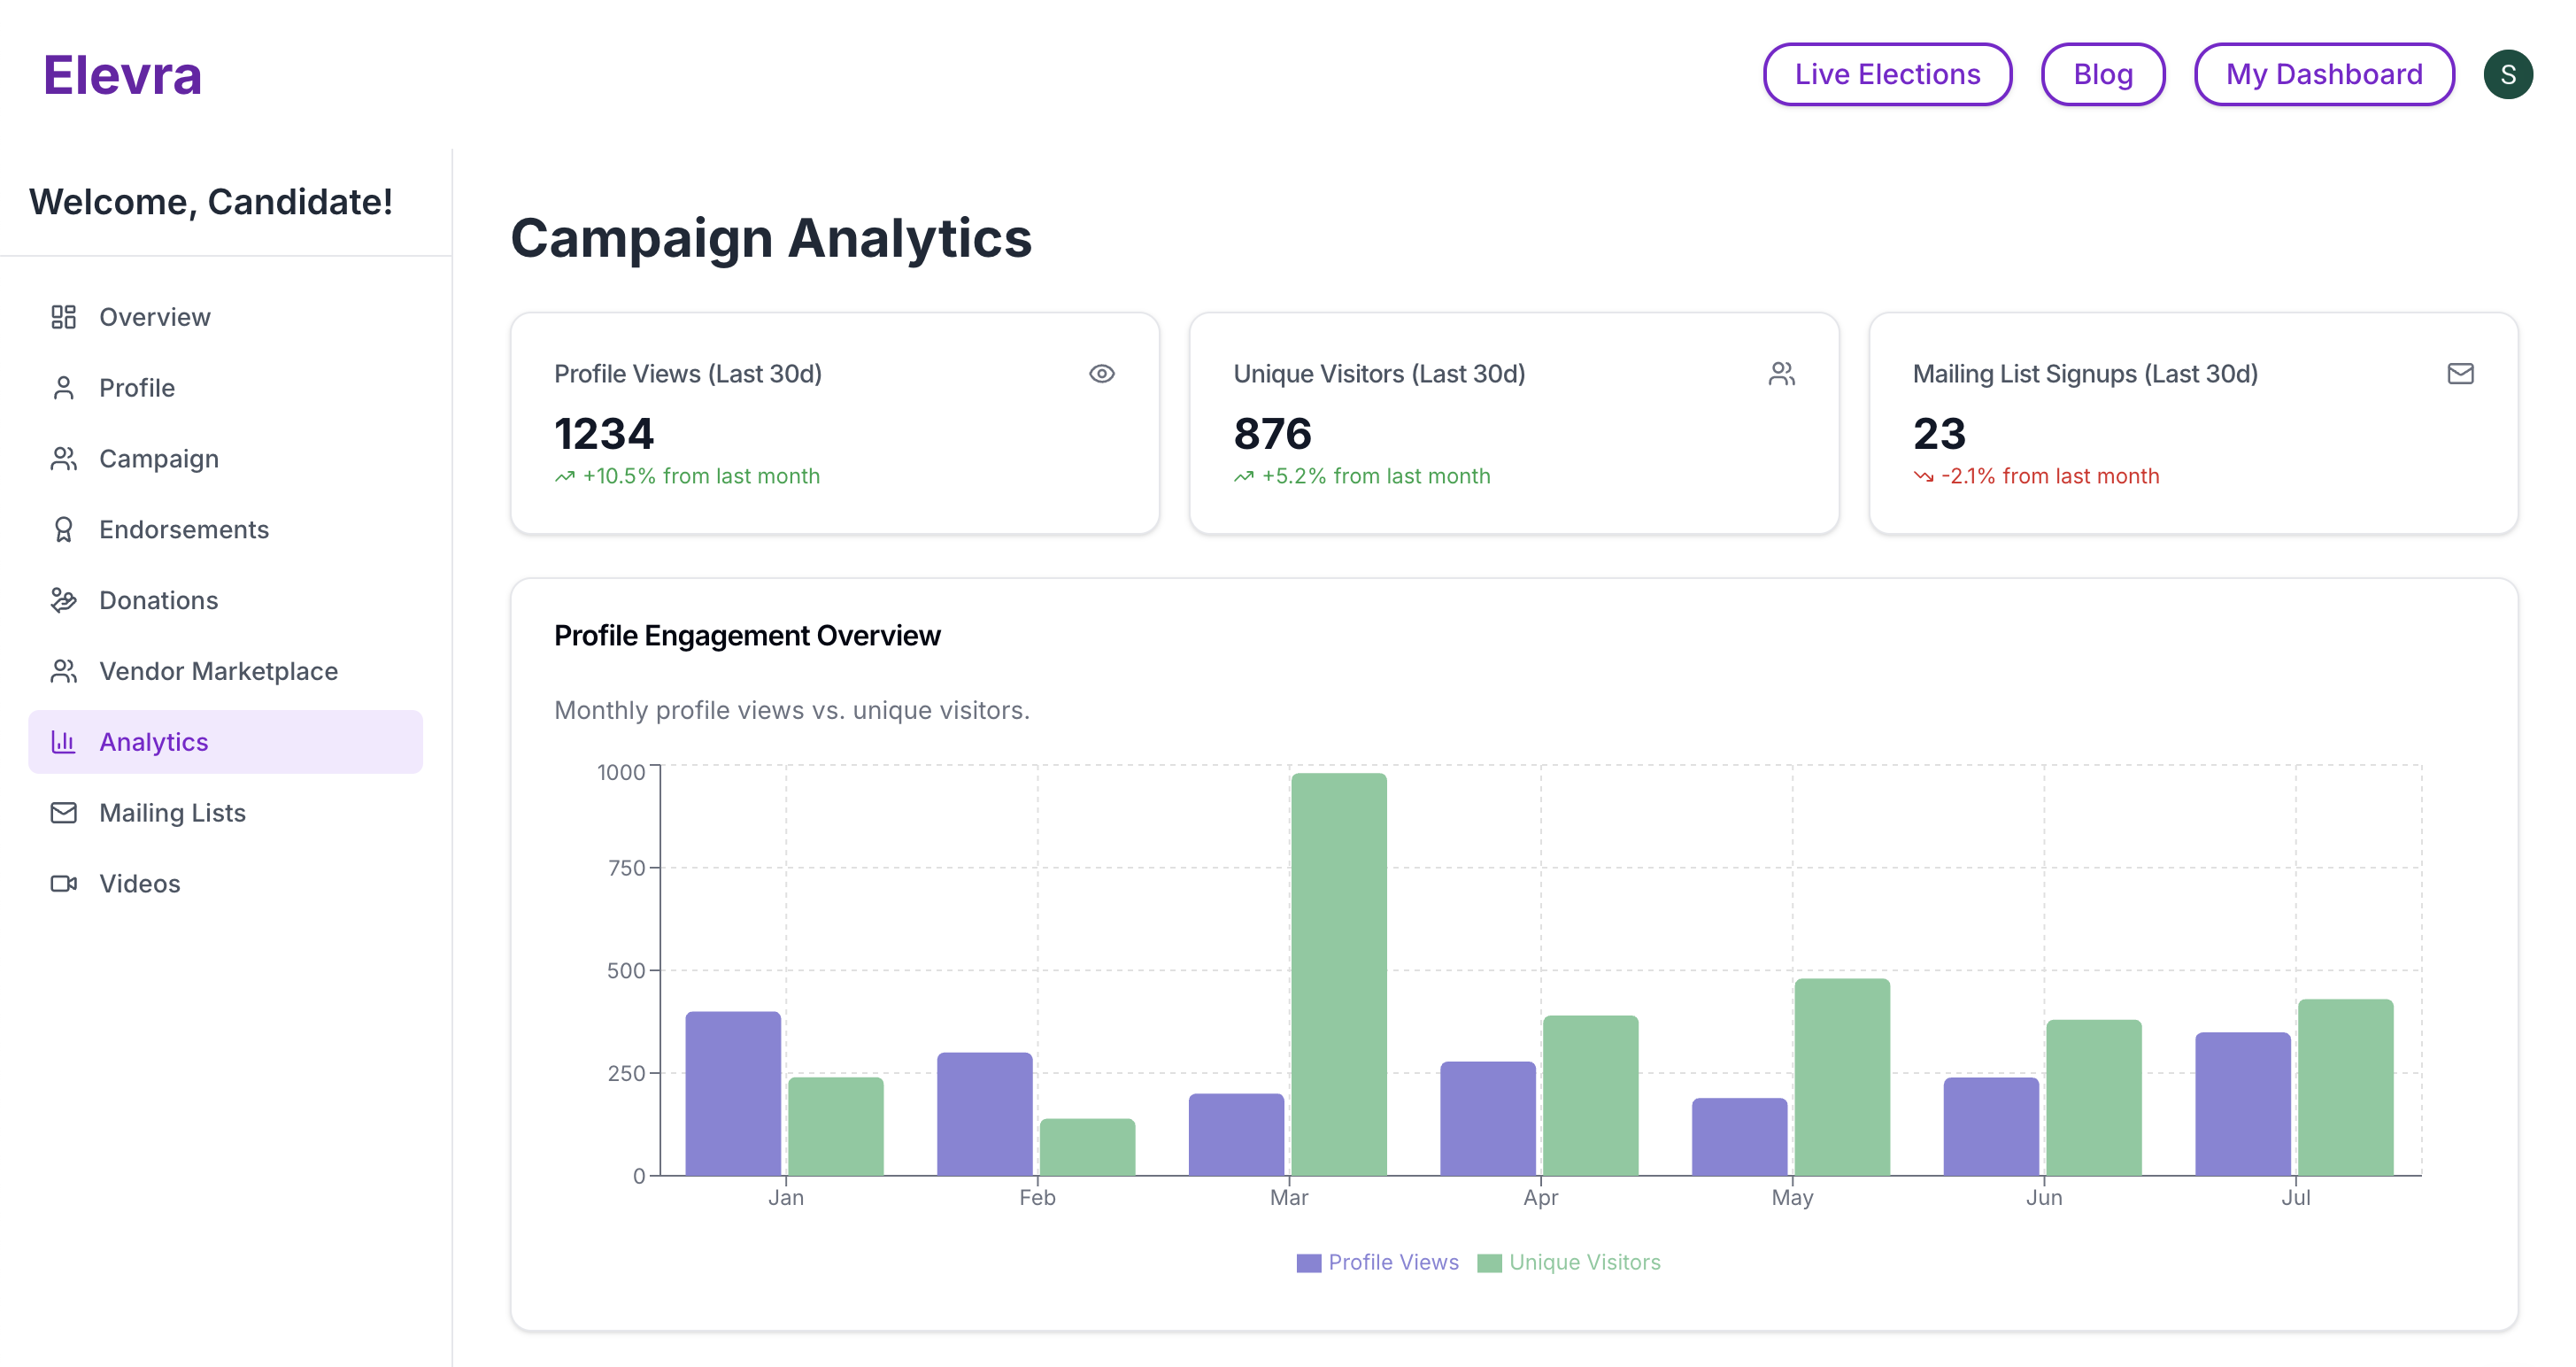 Elevra
Live Elections
Blog
My Dashboard
S
Welcome, Candidate!
Overview
Profile
Campaign
Endorsements
Donations
Vendor Marketplace
Analytics
Mailing Lists
Videos
Campaign Analytics
Profile Views (Last 30d)
1234
+10.5% from last month
Unique Visitors (Last 30d)
876
+5.2% from last month
Mailing List Signups (Last 30d)
23
-2.1% from last month
Profile Engagement Overview
Monthly profile views vs. unique visitors.
1000
750
500
250
0
Jan
Feb
Mar
Apr
May
Jun
Jul
Profile Views
Unique Visitors